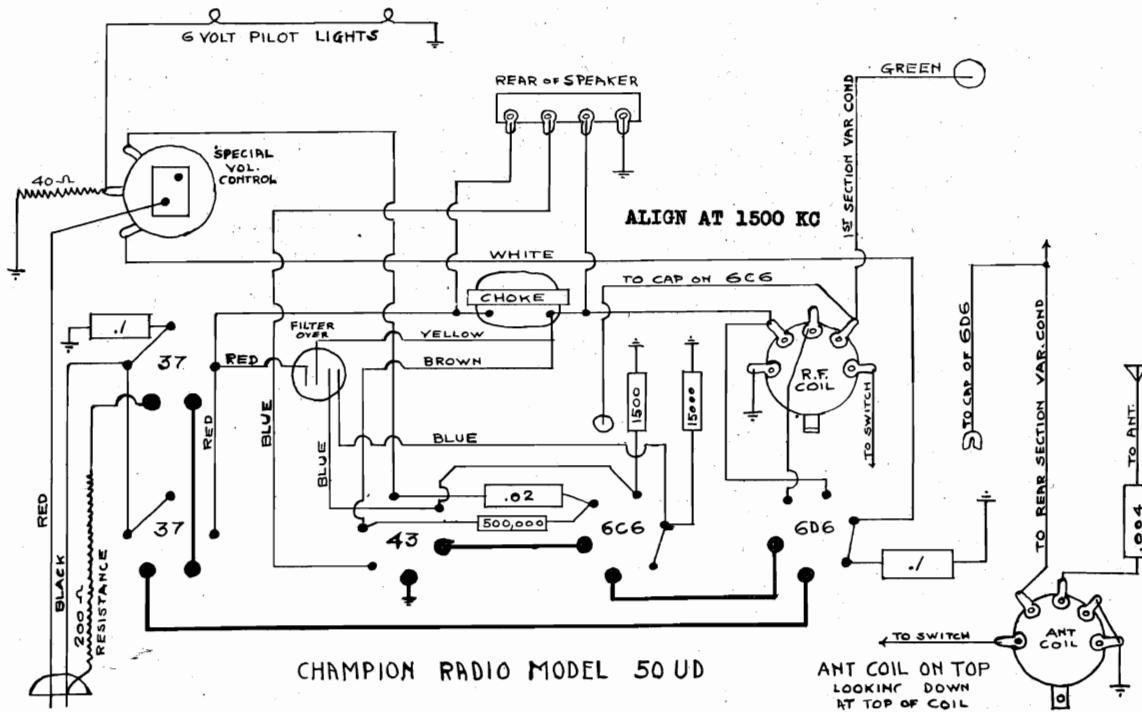 6 VOLT PILOT LIGHTS
GREEN
REAR OF SPEAKER
1ST SECTION VAR COND
SPECIAL
VOL.
CONTROL
40 Ω
ALIGN AT 1500 KC
WHITE
TO CAP ON 6C6
CHOKE
.1
FILTER
OVER
YELLOW
37
RED
BROWN
R.F.
COIL
TO SWITCH
1500
15000
TO CAP OF 6D6
TO REAR SECTION VAR. COND
TO ANT.
.004
RED
BLUE
BLUE
BLUE
.02
500,000
37
43
6C6
6D6
.1
RED
BLACK
200 Ω
RESISTANCE
TO SWITCH
ANT
COIL
CHAMPION RADIO MODEL 50 UD
ANT COIL ON TOP
LOOKING DOWN
AT TOP OF COIL